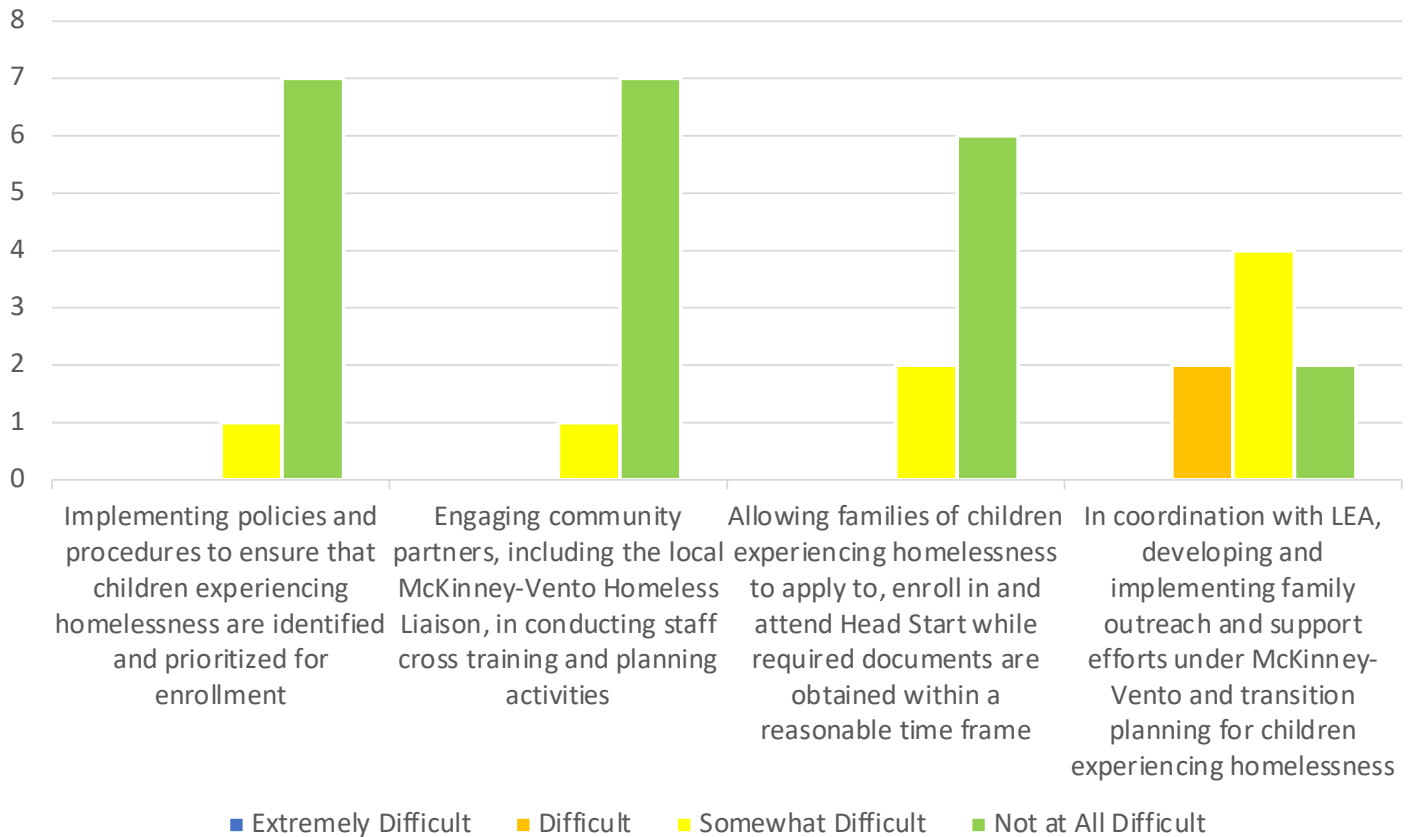 8
7
6
5
4
3
2
1
0
Implementing policies and
procedures to ensure that
children experiencing
homelessness are identified
and prioritized for
enrollment
Engaging community
partners, including the local
McKinney-Vento Homeless
Liaison, in conducting staff
cross training and planning
activities
Allowing families of children
experiencing homelessness
to apply to, enroll in and
attend Head Start while
required documents are
obtained within a
reasonable time frame
In coordination with LEA,
developing and
implementing family
outreach and support
efforts under McKinney-
Vento and transition
planning for children
experiencing homelessness
Extremely Difficult Difficult Somewhat Difficult Not at All Difficult